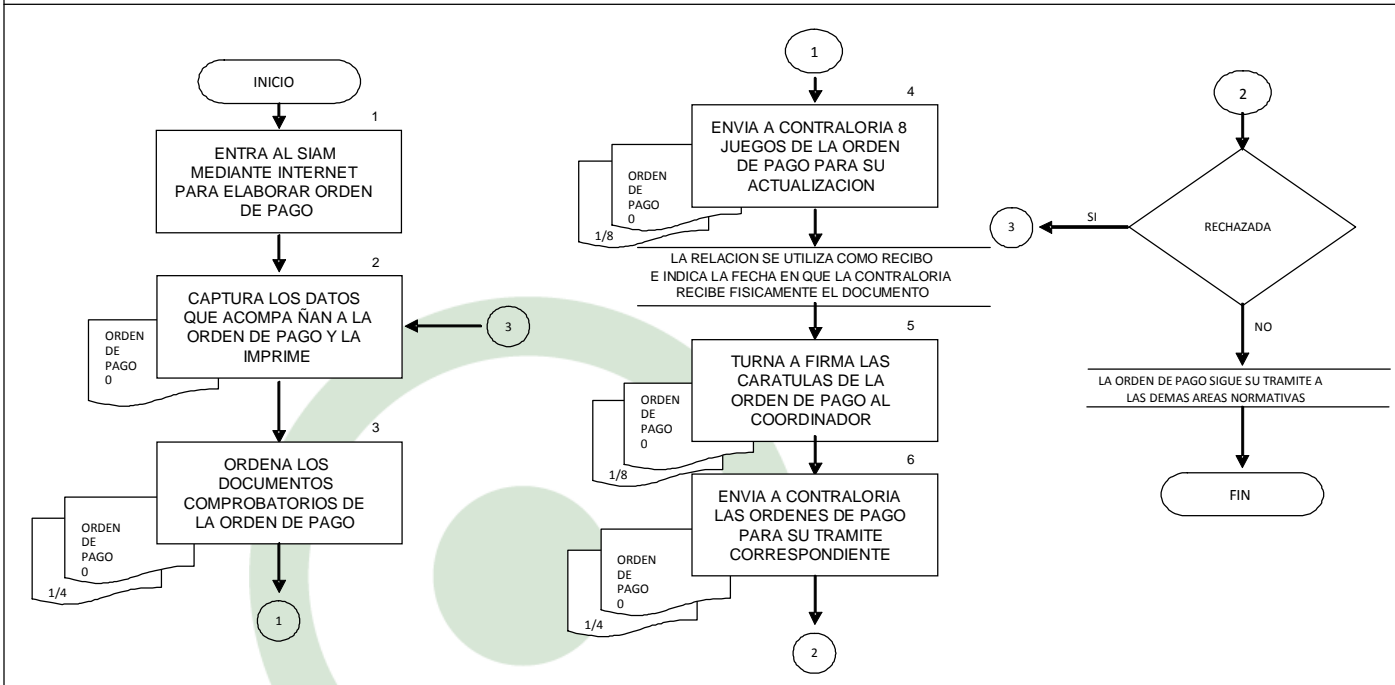 INICIO
1
ENTRA AL SIAM
MEDIANTE INTERNET
PARA ELABORAR ORDEN
DE PAGO
2
CAPTURA LOS DATOS
QUE ACOMPA ÑAN A LA
ORDEN DE PAGO Y LA
IMPRIME
ORDEN
DE
PAGO
0
3
3
ORDENA LOS
DOCUMENTOS
COMPROBATORIOS DE
LA ORDEN DE PAGO
ORDEN
DE
PAGO
0
1/4
1
1
4
ENVIA A CONTRALORIA 8
JUEGOS DE LA ORDEN
DE PAGO PARA SU
ACTUALIZACION
ORDEN
DE
PAGO
0
1/8
LA RELACION SE UTILIZA COMO RECIBO
E INDICA LA FECHA EN QUE LA CONTRALORIA
RECIBE FISICAMENTE EL DOCUMENTO
5
TURNA A FIRMA LAS
CARATULAS DE LA
ORDEN DE PAGO AL
COORDINADOR
ORDEN
DE
PAGO
0
1/8
6
ENVIA A CONTRALORIA
LAS ORDENES DE PAGO
PARA SU TRAMITE
CORRESPONDIENTE
ORDEN
DE
PAGO
0
1/4
2
2
RECHAZADA
SI
3
NO
LA ORDEN DE PAGO SIGUE SU TRAMITE A
LAS DEMAS AREAS NORMATIVAS
FIN